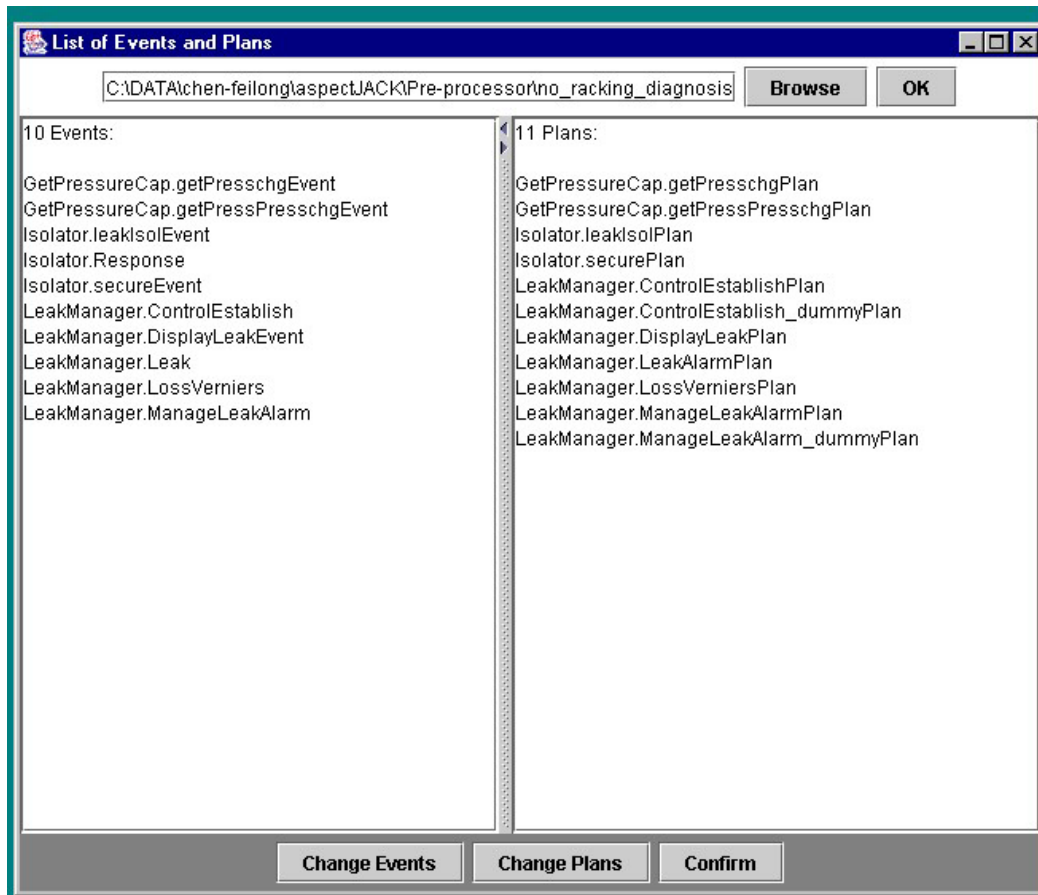 List of Events and Plans
C:\DATA\chen-feilong\aspectJACK\Pre-processor\no_racking_diagnosis
Browse
OK
10 Events:
GetPressureCap.getPresschgEvent
GetPressureCap.getPressPresschgEvent
Isolator.leakIsolEvent
Isolator.Response
Isolator.secureEvent
LeakManager.ControlEstablish
LeakManager.DisplayLeakEvent
LeakManager.Leak
LeakManager.LossVerniers
LeakManager.ManageLeakAlarm
11 Plans:
GetPressureCap.getPresschgPlan
GetPressureCap.getPressPresschgPlan
Isolator.leakIsolPlan
Isolator.securePlan
LeakManager.ControlEstablishPlan
LeakManager.ControlEstablish_dummyPlan
LeakManager.DisplayLeakPlan
LeakManager.LeakAlarmPlan
LeakManager.LossVerniersPlan
LeakManager.ManageLeakAlarmPlan
LeakManager.ManageLeakAlarm_dummyPlan
Change Events
Change Plans
Confirm